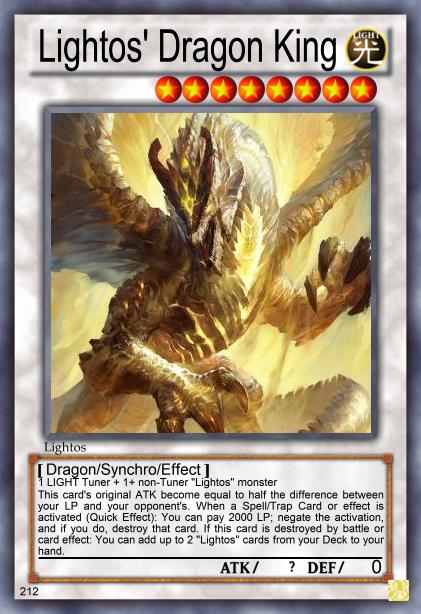 Lightos' Dragon King
LIGHT
光
Lightos
[ Dragon/Synchro/Effect ]
1 LIGHT Tuner + 1+ non-Tuner "Lightos" monster
This card's original ATK become equal to half the difference between
your LP and your opponent's. When a Spell/Trap Card or effect is
activated (Quick Effect): You can pay 2000 LP; negate the activation,
and if you do, destroy that card. If this card is destroyed by battle or
card effect: You can add up to 2 "Lightos" cards from your Deck to your
hand.
ATK/ ? DEF/ 0
212